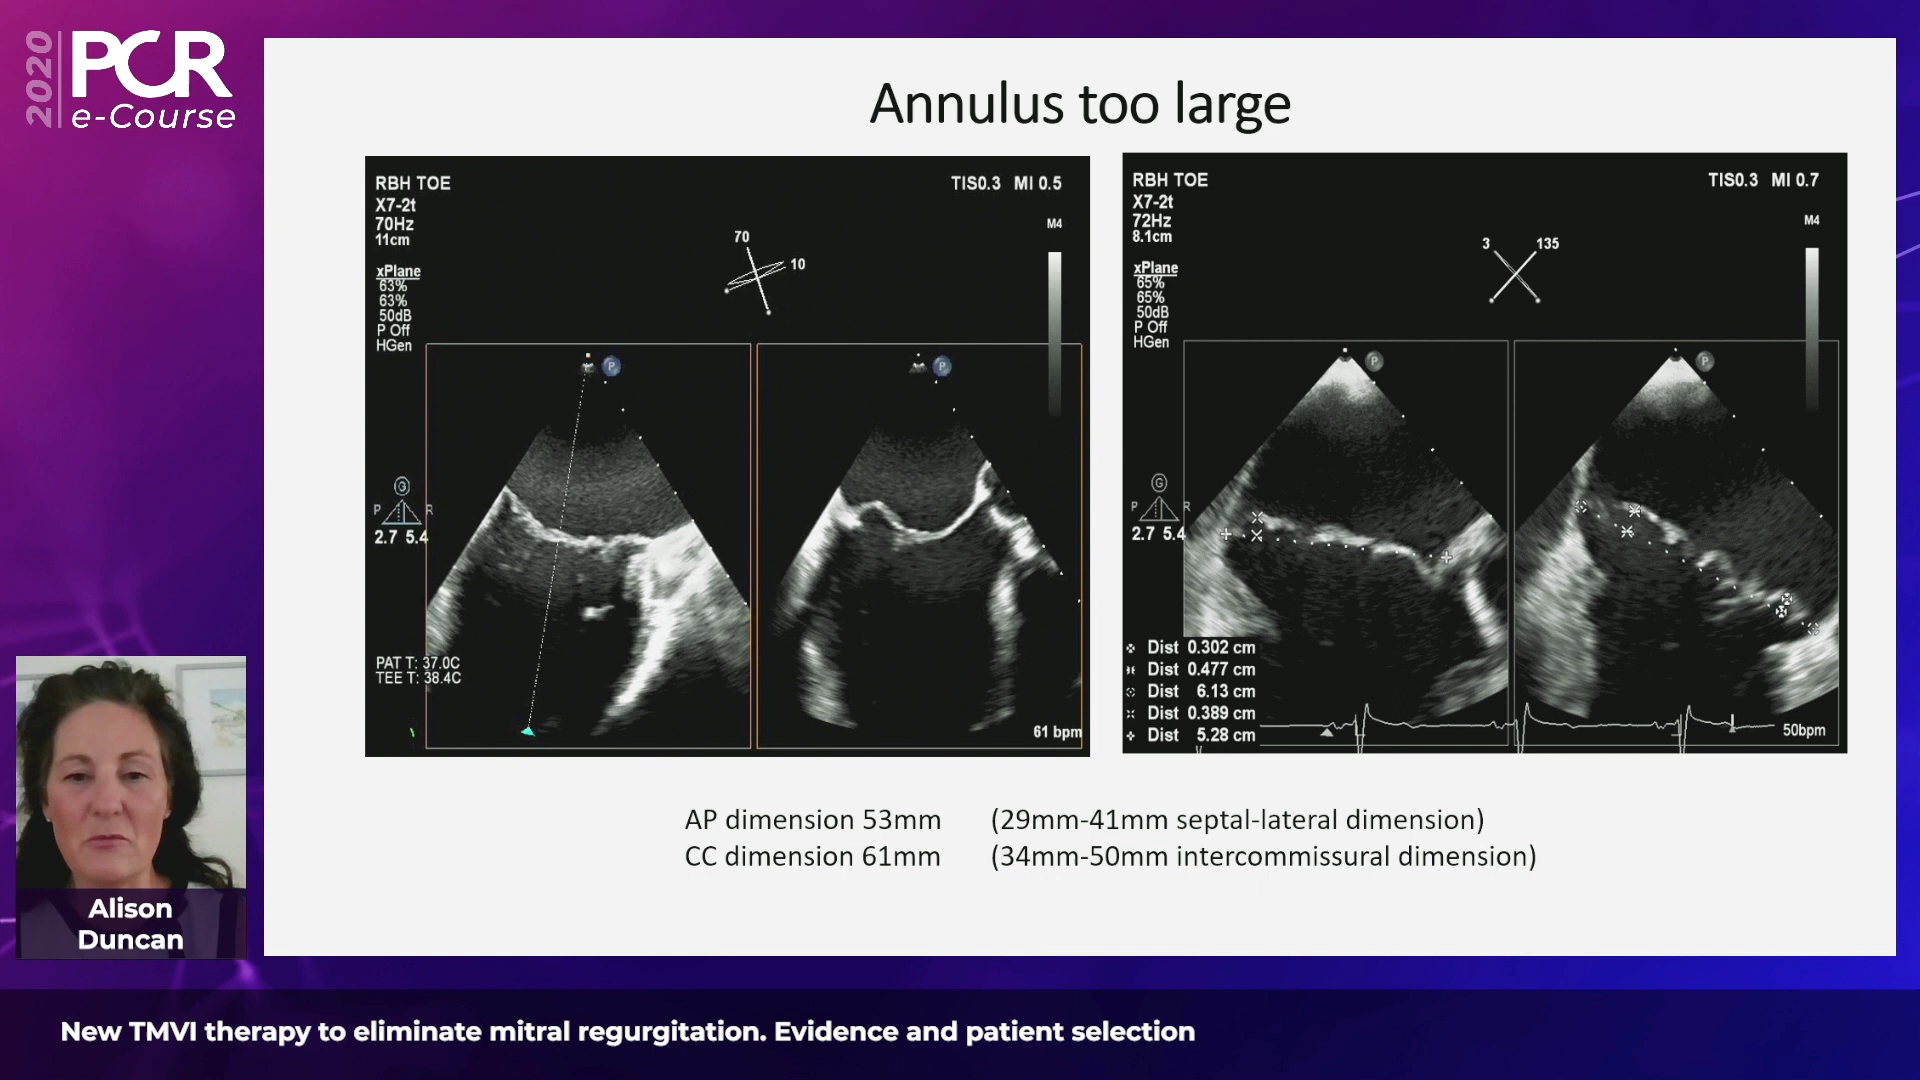 2020
PCR
e-Course
Annulus too large
RBH TOE
X7-2t
70Hz
11cm
TIS0.3 MI 0.5
M4
70
10
xPlane
63%
63%
50dB
P Off
HGen
P
P
G
P R
2.7 5.4
PAT T: 37.0C
TEE T: 38.4C
61 bpm
RBH TOE
X7-2t
72Hz
8.1cm
TIS0.3 MI 0.7
M4
3
135
xPlane
65%
65%
50dB
P Off
HGen
P
P
G
P R
2.7 5.4
Dist 0.302 cm
Dist 0.477 cm
Dist 6.13 cm
Dist 0.389 cm
Dist 5.28 cm
50bpm
AP dimension 53mm (29mm-41mm septal-lateral dimension)
CC dimension 61mm (34mm-50mm intercommissural dimension)
Alison
Duncan
New TMVI therapy to eliminate mitral regurgitation. Evidence and patient selection